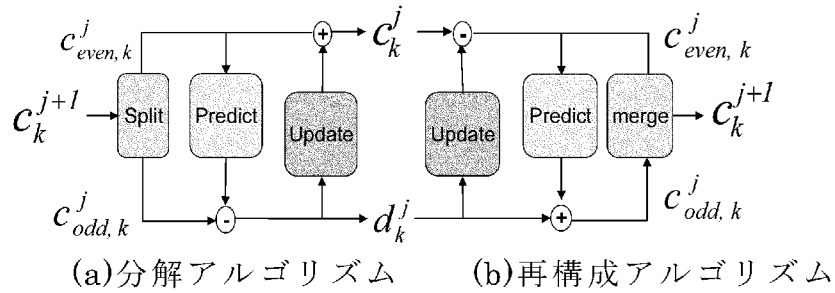 c^j_{even, k}
+
c^j_k
-
c^j_{even, k}
c^{j+1}_k
Split
Predict
Update
Update
Predict
merge
c^{j+1}_k
c^j_{odd, k}
-
d^j_k
+
c^j_{odd, k}
(a)分解アルゴリズム
(b)再構成アルゴリズム